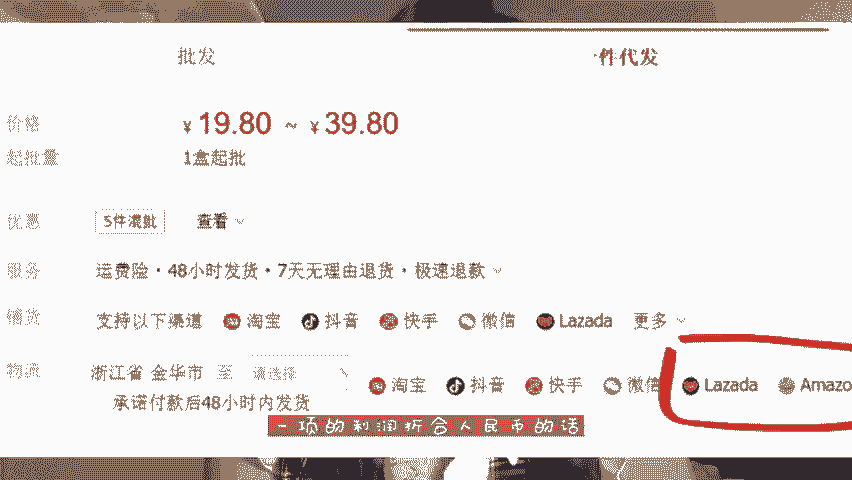 批发
件代发
价格 ¥ 19.80 ~ ¥ 39.80
起批量 1盒起批
优惠 5件混批 查看
服务 运费险·48小时发货·7天无理由退货·极速退款
铺货 支持以下渠道 淘宝 抖音 快手 微信 Lazada 更多
物流 浙江省 金华市 至 请选择
淘宝 抖音 快手 微信 Lazada Amazo
承诺付款后48小时内发货
一项的利润折合人民币的话